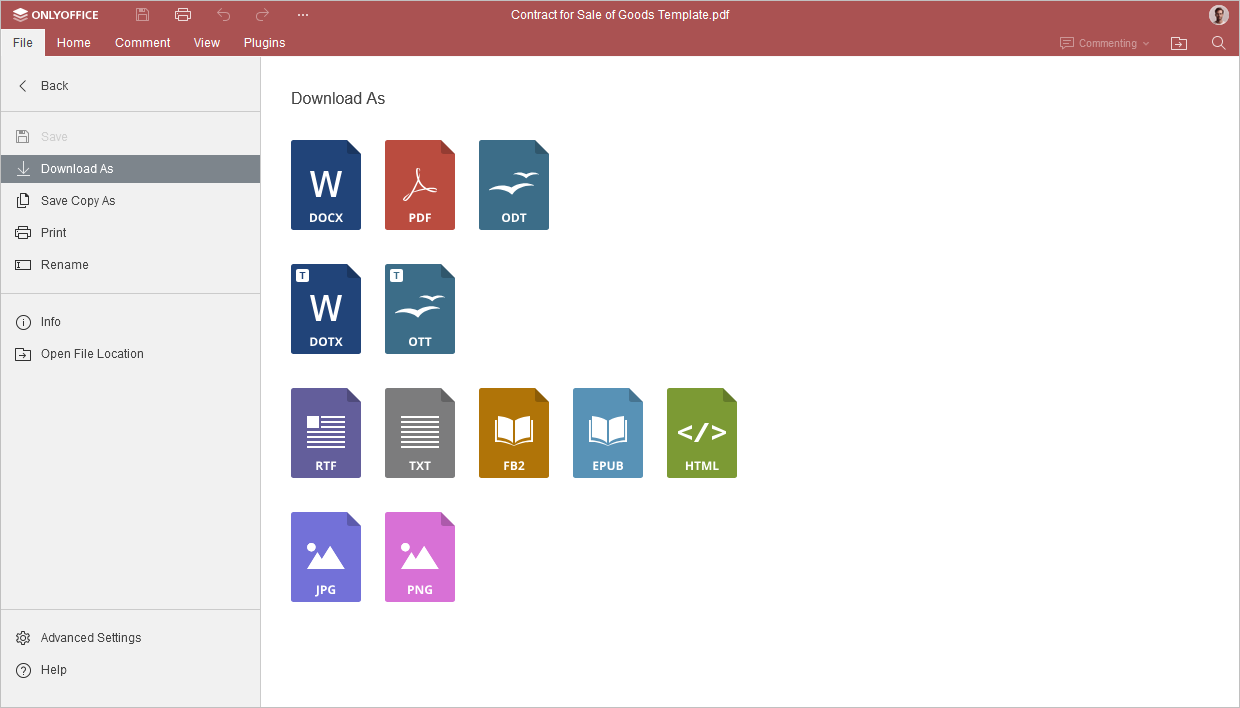 ONLYOFFICE
Contract for Sale of Goods Template.pdf
File Home Comment View Plugins
Commenting
Back
Save
Download As
Save Copy As
Print
Rename
Info
Open File Location
Advanced Settings
Help
Download As
W W
DOCX PDF ODT
T T
W
DOTX OTT
RTF TXT FB2 EPUB HTML
</>
JPG PNG